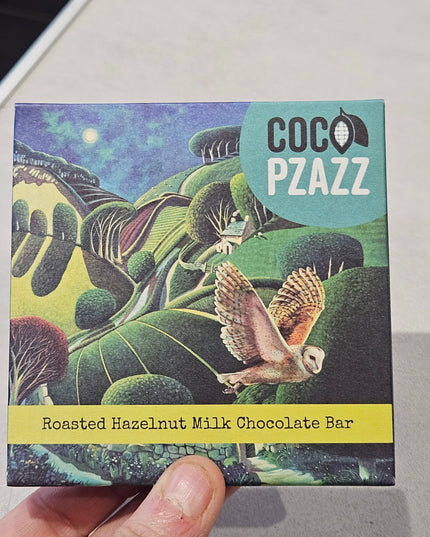 COCO
PZAZZ
Roasted Hazelnut Milk Chocolate Bar